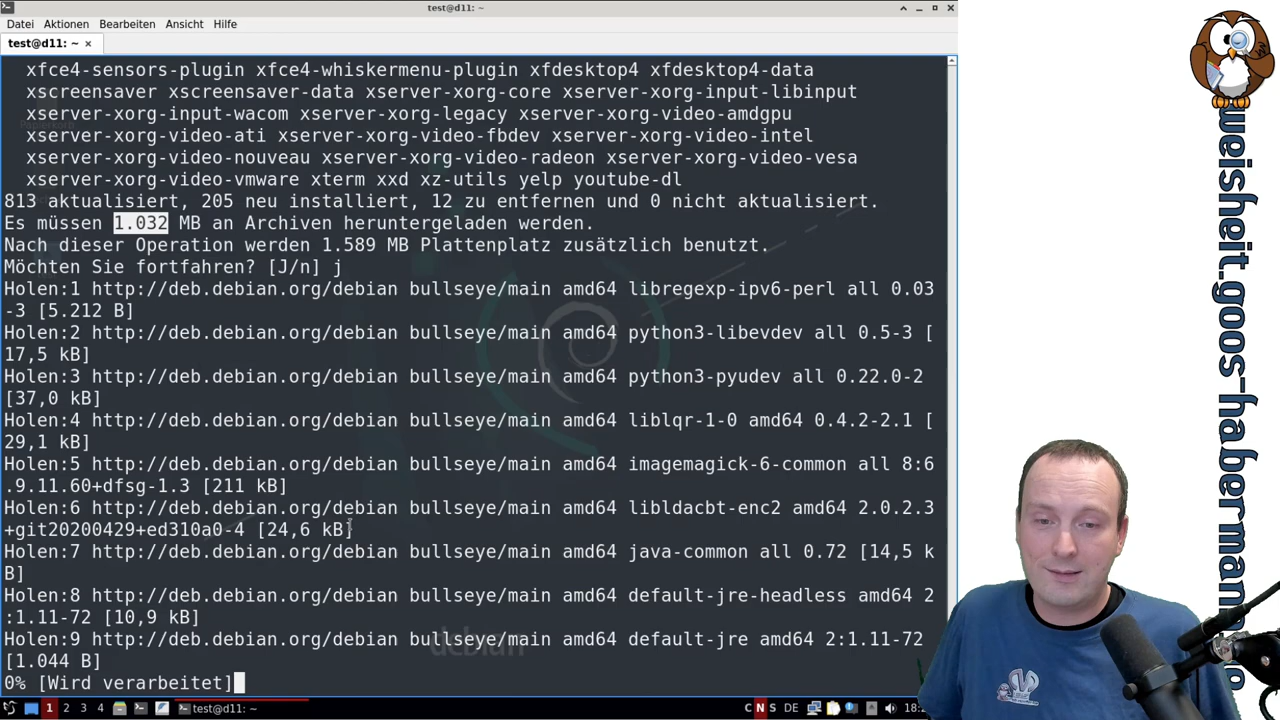 test@d11: ~
Datei Aktionen Bearbeiten Ansicht Hilfe
test@d11: ~ ×
xfce4-sensors-plugin xfce4-whiskermenu-plugin xfdesktop4 xfdesktop4-data
xscreensaver xscreensaver-data xserver-xorg-core xserver-xorg-input-libinput
xserver-xorg-input-wacom xserver-xorg-legacy xserver-xorg-video-amdgpu
xserver-xorg-video-ati xserver-xorg-video-fbdev xserver-xorg-video-intel
xserver-xorg-video-nouveau xserver-xorg-video-radeon xserver-xorg-video-vesa
xserver-xorg-video-vmware xterm xxd xz-utils yelp youtube-dl
813 aktualisiert, 205 neu installiert, 12 zu entfernen und 0 nicht aktualisiert.
Es müssen 1.032 MB an Archiven heruntergeladen werden.
Nach dieser Operation werden 1.589 MB Plattenplatz zusätzlich benutzt.
Möchten Sie fortfahren? [J/n] j
Holen:1 http://deb.debian.org/debian bullseye/main amd64 libregexp-ipv6-perl all 0.03
-3 [5.212 B]
Holen:2 http://deb.debian.org/debian bullseye/main amd64 python3-libevdev all 0.5-3 [
17,5 kB]
Holen:3 http://deb.debian.org/debian bullseye/main amd64 python3-pyudev all 0.22.0-2
[37,0 kB]
Holen:4 http://deb.debian.org/debian bullseye/main amd64 liblqr-1-0 amd64 0.4.2-2.1 [
29,1 kB]
Holen:5 http://deb.debian.org/debian bullseye/main amd64 imagemagick-6-common all 8:6
.9.11.60+dfsg-1.3 [211 kB]
Holen:6 http://deb.debian.org/debian bullseye/main amd64 libldacbt-enc2 amd64 2.0.2.3
+git20200429+ed310a0-4 [24,6 kB]
Holen:7 http://deb.debian.org/debian bullseye/main amd64 java-common all 0.72 [14,5 k
B]
Holen:8 http://deb.debian.org/debian bullseye/main amd64 default-jre-headless amd64 2
:1.11-72 [10,9 kB]
Holen:9 http://deb.debian.org/debian bullseye/main amd64 default-jre amd64 2:1.11-72
[1.044 B]
debian
0% [Wird verarbeitet]
1 2 3 4 test@d11: ~ C N S DE
weisheit.goos-habermann.de